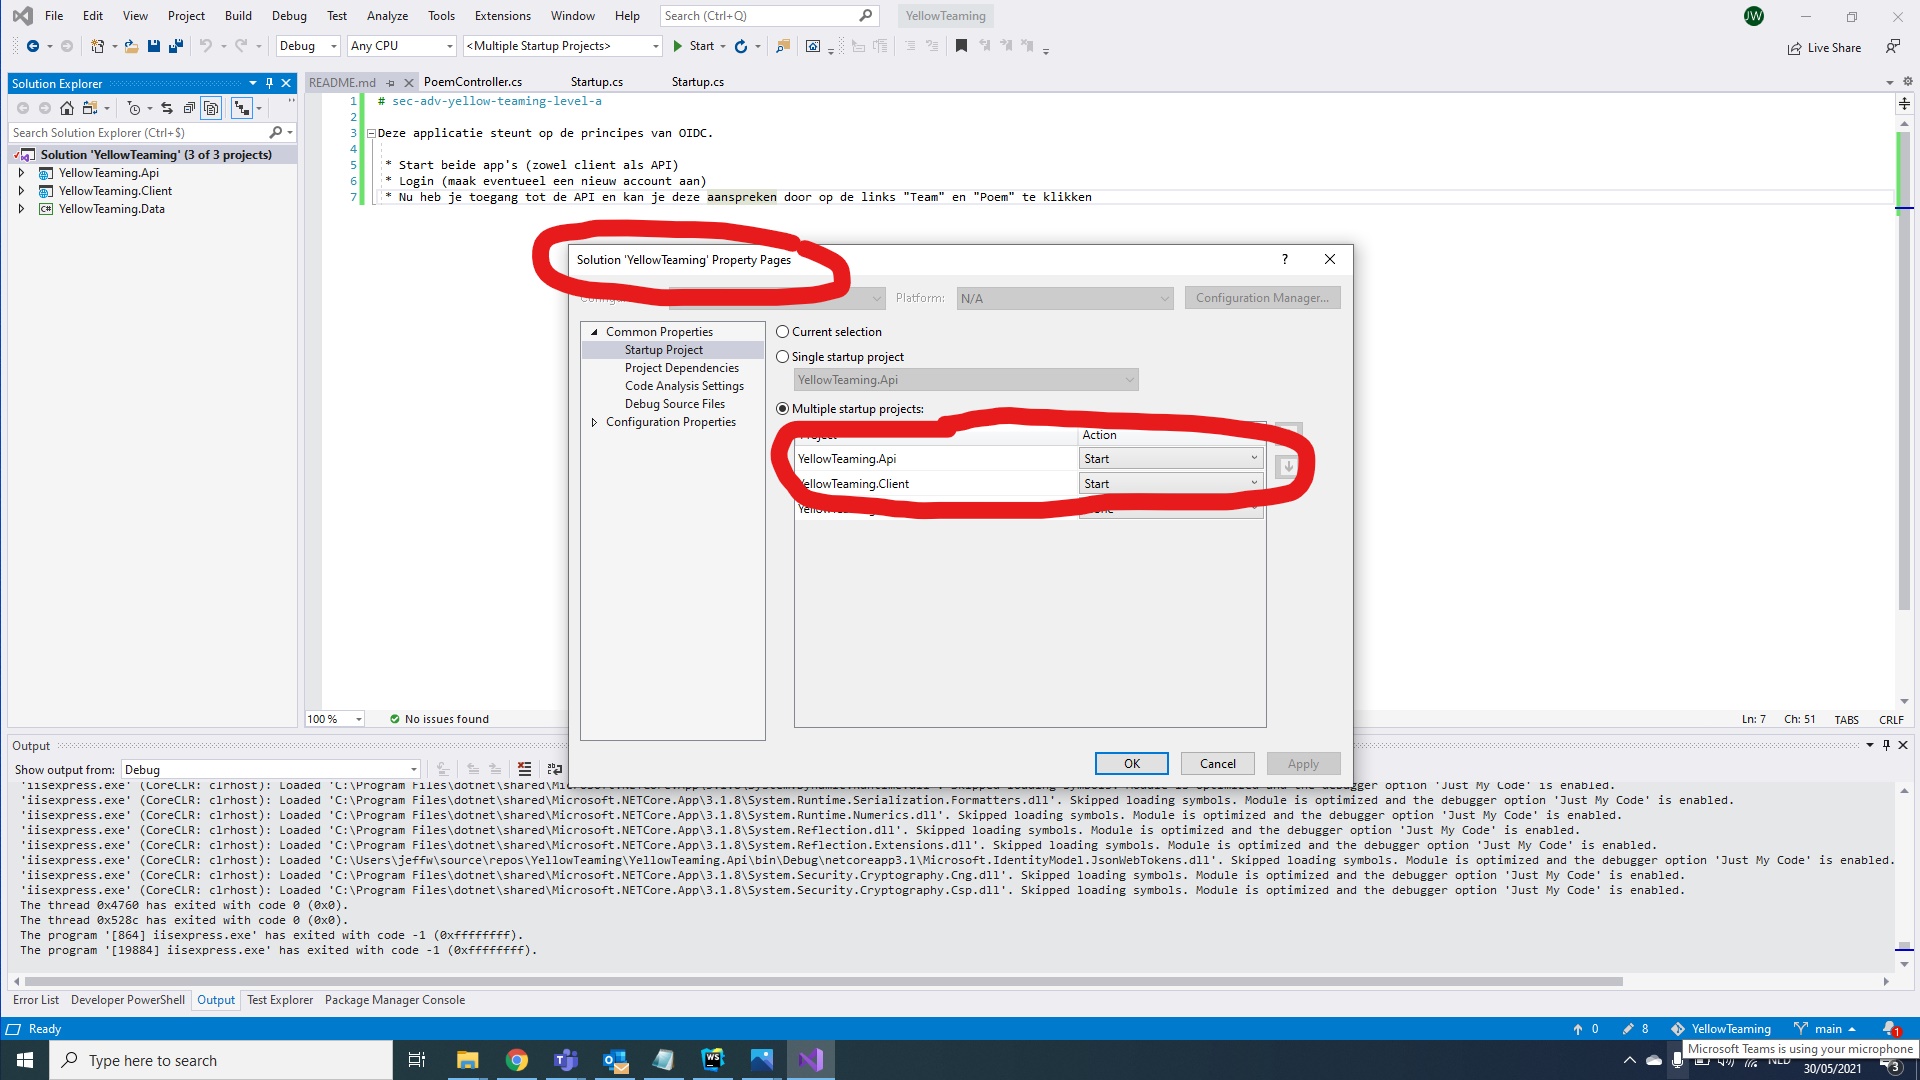 File Edit View Project Build Debug Test Analyze Tools Extensions Window Help Search (Ctrl+Q) YellowTeaming JW
Debug Any CPU <Multiple Startup Projects> Start Live Share
Solution Explorer
Search Solution Explorer (Ctrl+$)
Solution 'YellowTeaming' (3 of 3 projects)
YellowTeaming.Api
YellowTeaming.Client
YellowTeaming.Data
README.md PoemController.cs Startup.cs Startup.cs
1 # sec-adv-yellow-teaming-level-a
2
3 Deze applicatie steunt op de principes van OIDC.
4
5 * Start beide app's (zowel client als API)
6 * Login (maak eventueel een nieuw account aan)
7 * Nu heb je toegang tot de API en kan je deze aanspreken door op de links "Team" en "Poem" te klikken
Solution 'YellowTeaming' Property Pages
Platform: N/A Configuration Manager...
Common Properties
Startup Project
Project Dependencies
Code Analysis Settings
Debug Source Files
Configuration Properties
Current selection
Single startup project
YellowTeaming.Api
Multiple startup projects:
Project Action
YellowTeaming.Api Start
YellowTeaming.Client Start
OK Cancel Apply
100 % No issues found Ln: 7 Ch: 51 TABS CRLF
Output
Show output from: Debug
'iisexpress.exe' (CoreCLR: clrhost): Loaded 'C:\Program Files\dotnet\shared\Microsoft.NETCore.App\3.1.8\System.Dynamic.Runtime.dll'. Skipped loading symbols. Module is optimized and the debugger option 'Just My Code' is enabled.
'iisexpress.exe' (CoreCLR: clrhost): Loaded 'C:\Program Files\dotnet\shared\Microsoft.NETCore.App\3.1.8\System.Runtime.Serialization.Formatters.dll'. Skipped loading symbols. Module is optimized and the debugger option 'Just My Code' is enabled.
'iisexpress.exe' (CoreCLR: clrhost): Loaded 'C:\Program Files\dotnet\shared\Microsoft.NETCore.App\3.1.8\System.Runtime.Numerics.dll'. Skipped loading symbols. Module is optimized and the debugger option 'Just My Code' is enabled.
'iisexpress.exe' (CoreCLR: clrhost): Loaded 'C:\Program Files\dotnet\shared\Microsoft.NETCore.App\3.1.8\System.Reflection.dll'. Skipped loading symbols. Module is optimized and the debugger option 'Just My Code' is enabled.
'iisexpress.exe' (CoreCLR: clrhost): Loaded 'C:\Program Files\dotnet\shared\Microsoft.NETCore.App\3.1.8\System.Reflection.Extensions.dll'. Skipped loading symbols. Module is optimized and the debugger option 'Just My Code' is enabled.
'iisexpress.exe' (CoreCLR: clrhost): Loaded 'C:\Users\jeffw\source\repos\YellowTeaming\YellowTeaming.Api\bin\Debug\netcoreapp3.1\Microsoft.IdentityModel.JsonWebTokens.dll'. Skipped loading symbols. Module is optimized and the debugger option 'Just My Code' is enabled.
'iisexpress.exe' (CoreCLR: clrhost): Loaded 'C:\Program Files\dotnet\shared\Microsoft.NETCore.App\3.1.8\System.Security.Cryptography.Cng.dll'. Skipped loading symbols. Module is optimized and the debugger option 'Just My Code' is enabled.
'iisexpress.exe' (CoreCLR: clrhost): Loaded 'C:\Program Files\dotnet\shared\Microsoft.NETCore.App\3.1.8\System.Security.Cryptography.Csp.dll'. Skipped loading symbols. Module is optimized and the debugger option 'Just My Code' is enabled.
The thread 0x4760 has exited with code 0 (0x0).
The thread 0x528c has exited with code 0 (0x0).
The program '[864] iisexpress.exe' has exited with code -1 (0xffffffff).
The program '[19884] iisexpress.exe' has exited with code -1 (0xffffffff).
Error List Developer PowerShell Output Test Explorer Package Manager Console
Ready 0 8 YellowTeaming main 1
Microsoft Teams is using your microphone
Type here to search WS NLD
30/05/2021 3